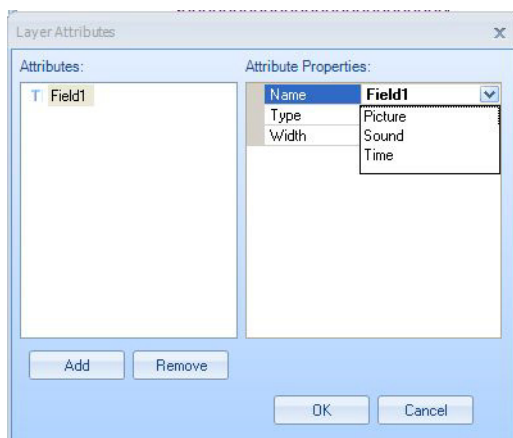 Layer Attributes
Attributes:
Attribute Properties:
Field1
Name Field1
Type Picture
Width Sound
Time
Add Remove
OK Cancel